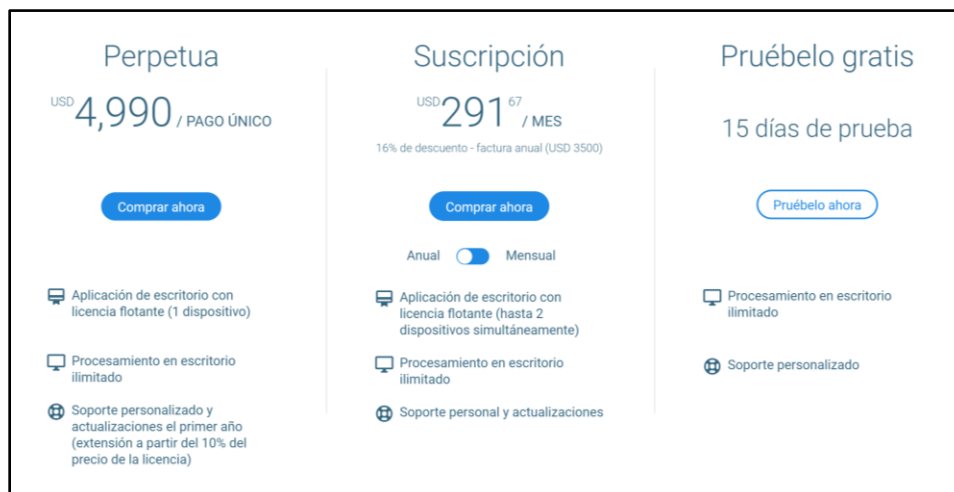 Perpetua
USD 4,990 / PAGO ÚNICO
Comprar ahora
Aplicación de escritorio con
licencia flotante (1 dispositivo)
Procesamiento en escritorio
ilimitado
Soporte personalizado y
actualizaciones el primer año
(extensión a partir del 10% del
precio de la licencia)
Suscripción
USD 291 67 / MES
16% de descuento - factura anual (USD 3500)
Comprar ahora
Anual Mensual
Aplicación de escritorio con
licencia flotante (hasta 2
dispositivos simultáneamente)
Procesamiento en escritorio
ilimitado
Soporte personal y actualizaciones
Pruébelo gratis
15 días de prueba
Pruébelo ahora
Procesamiento en escritorio
ilimitado
Soporte personalizado